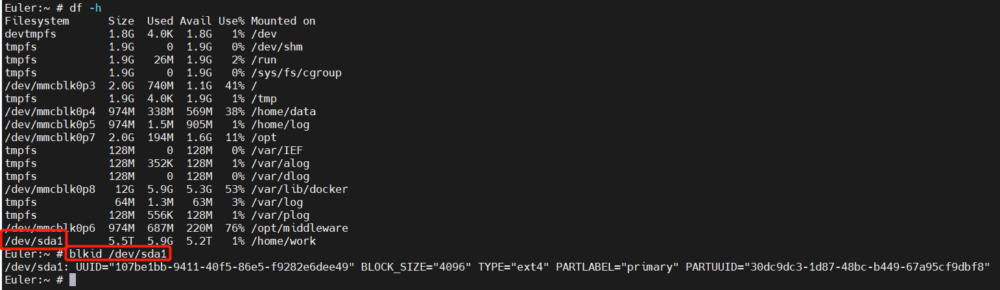 Euler:~ # df -h
Filesystem      Size  Used Avail Use% Mounted on
devtmpfs        1.8G  4.0K  1.8G   1% /dev
tmpfs           1.9G     0  1.9G   0% /dev/shm
tmpfs           1.9G   26M  1.9G   2% /run
tmpfs           1.9G     0  1.9G   0% /sys/fs/cgroup
/dev/mmcblk0p3  2.0G  740M  1.1G  41% /
tmpfs           1.9G  4.0K  1.9G   1% /tmp
/dev/mmcblk0p4  974M  338M  569M  38% /home/data
/dev/mmcblk0p5  974M  1.5M  905M   1% /home/log
/dev/mmcblk0p7  2.0G  194M  1.6G  11% /opt
tmpfs           128M     0  128M   0% /var/IEF
tmpfs           128M  352K  128M   1% /var/alog
tmpfs           128M     0  128M   0% /var/dlog
/dev/mmcblk0p8   12G  5.9G  5.3G  53% /var/lib/docker
tmpfs            64M  1.3M   63M   3% /var/log
tmpfs           128M  556K  128M   1% /var/plog
/dev/mmcblk0p6  974M  687M  220M  76% /opt/middleware
/dev/sda1       5.5T  5.9G  5.2T   1% /home/work
Euler:~ # blkid /dev/sda1
/dev/sda1: UUID="107be1bb-9411-40f5-86e5-f9282e6dee49" BLOCK_SIZE="4096" TYPE="ext4" PARTLABEL="primary" PARTUUID="30dc9dc3-1d87-48bc-b449-67a95cf9dbf8"
Euler:~ #